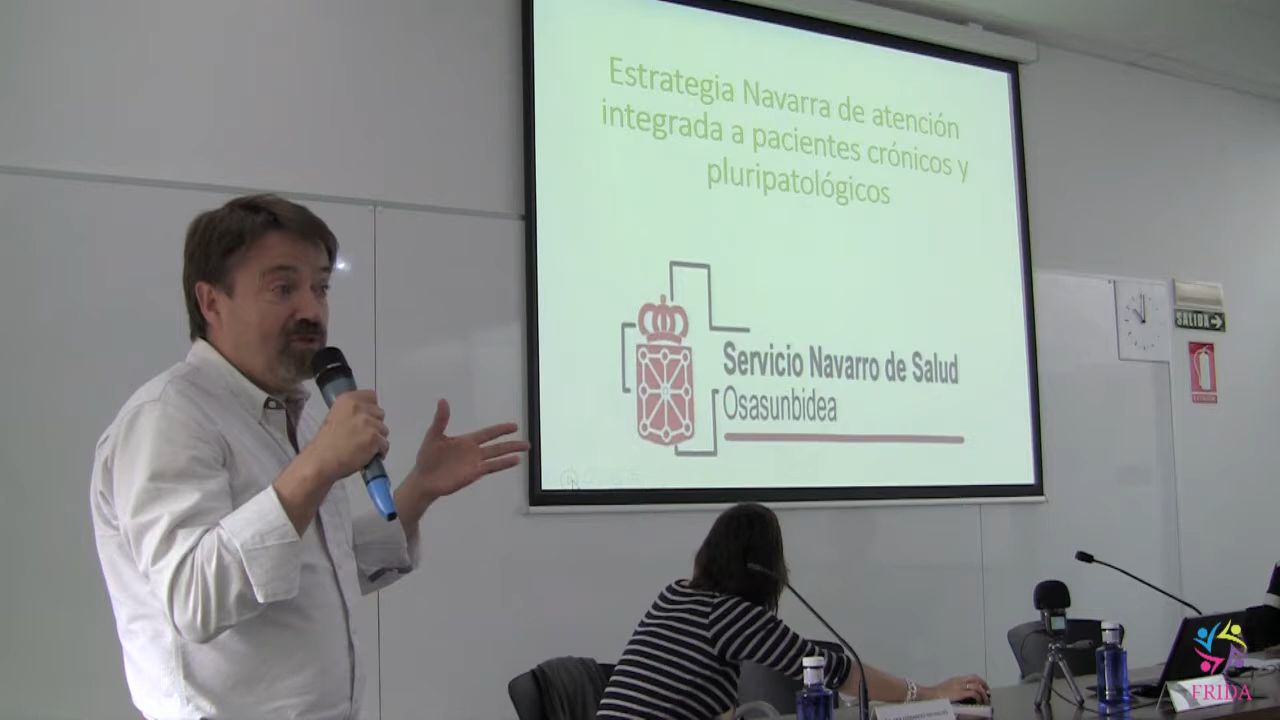 Estrategia Navarra de atención
integrada a pacientes crónicos y
pluripatológicos
Servicio Navarro de Salud
Osasunbidea
SALIDA
FRIDA